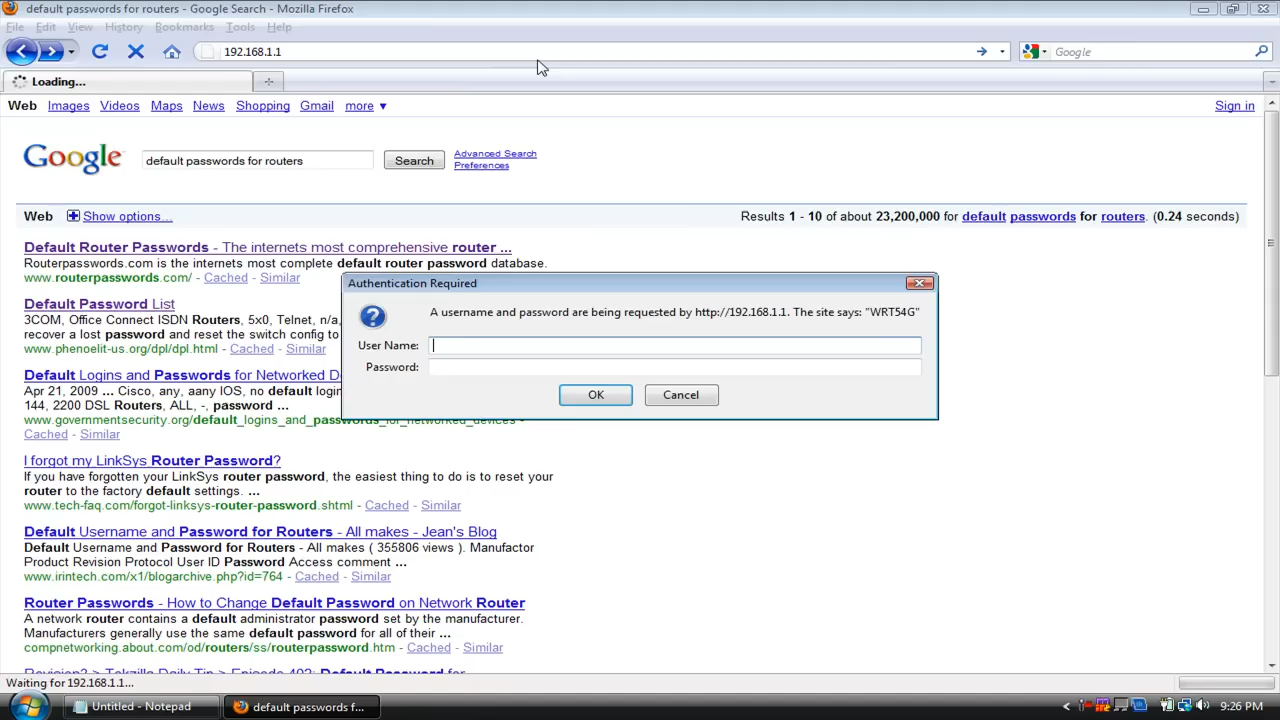 default passwords for routers - Google Search - Mozilla Firefox
File Edit View History Bookmarks Tools Help
192.168.1.1
Google
Loading...
Web Images Videos Maps News Shopping Gmail more ▼
Sign in
Google
default passwords for routers
Search
Advanced Search
Preferences
Web Show options...
Results 1 - 10 of about 23,200,000 for default passwords for routers. (0.24 seconds)
Default Router Passwords - The internets most comprehensive router ...
Routerpasswords.com is the internets most complete default router password database.
www.routerpasswords.com/ - Cached - Similar
Default Password List
3COM, Office Connect ISDN Routers, 5x0, Telnet, n/a,
recover a lost password and reset the switch config to
www.phenoelit-us.org/dpl/dpl.html - Cached - Similar
Default Logins and Passwords for Networked D
Apr 21, 2009 ... Cisco, any, aany IOS, no default login
144, 2200 DSL Routers, ALL, -, password ...
www.governmentsecurity.org/default_logins_and_passwords_for_networked_devices -
Cached - Similar
Authentication Required
A username and password are being requested by http://192.168.1.1. The site says: "WRT54G"
User Name:
Password:
OK
Cancel
I forgot my LinkSys Router Password?
If you have forgotten your LinkSys router password, the easiest thing to do is to reset your
router to the factory default settings. ...
www.tech-faq.com/forgot-linksys-router-password.shtml - Cached - Similar
Default Username and Password for Routers - All makes - Jean's Blog
Default Username and Password for Routers - All makes ( 355806 views ). Manufactor
Product Revision Protocol User ID Password Access comment ...
www.irintech.com/x1/blogarchive.php?id=764 - Cached - Similar
Router Passwords - How to Change Default Password on Network Router
A network router contains a default administrator password set by the manufacturer.
Manufacturers generally use the same default password for all of their ...
compnetworking.about.com/od/routers/ss/routerpassword.htm - Cached - Similar
Revision3 > Tekzilla Daily Tip > Episode 402: Default Password for
Waiting for 192.168.1.1...
Untitled - Notepad
default passwords f...
9:26 PM